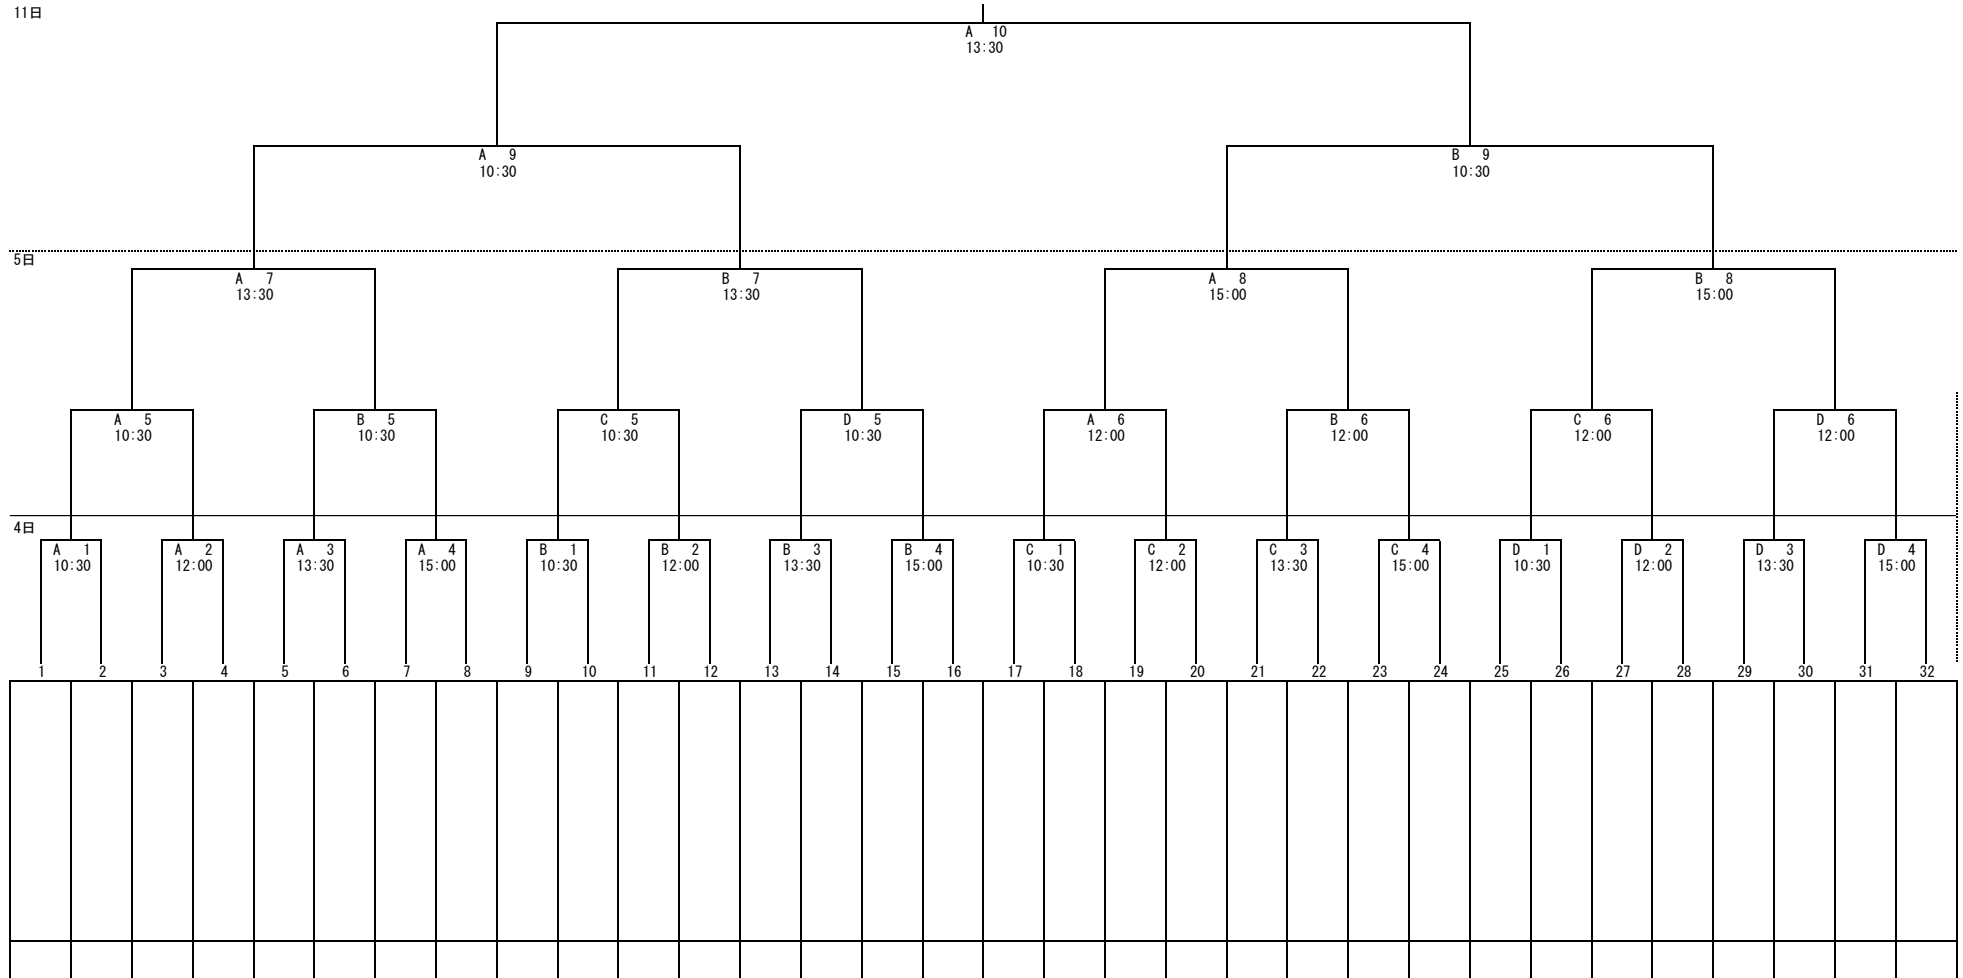 11日
A 10
13:30
A 9
10:30
B 9
10:30
5日
A 7
13:30
B 7
13:30
A 8
15:00
B 8
15:00
A 5
10:30
B 5
10:30
C 5
10:30
D 5
10:30
A 6
12:00
B 6
12:00
C 6
12:00
D 6
12:00
4日
A 1
10:30
A 2
12:00
A 3
13:30
A 4
15:00
B 1
10:30
B 2
12:00
B 3
13:30
B 4
15:00
C 1
10:30
C 2
12:00
C 3
13:30
C 4
15:00
D 1
10:30
D 2
12:00
D 3
13:30
D 4
15:00
1 2 3 4 5 6 7 8 9 10 11 12 13 14 15 16 17 18 19 20 21 22 23 24 25 26 27 28 29 30 31 32